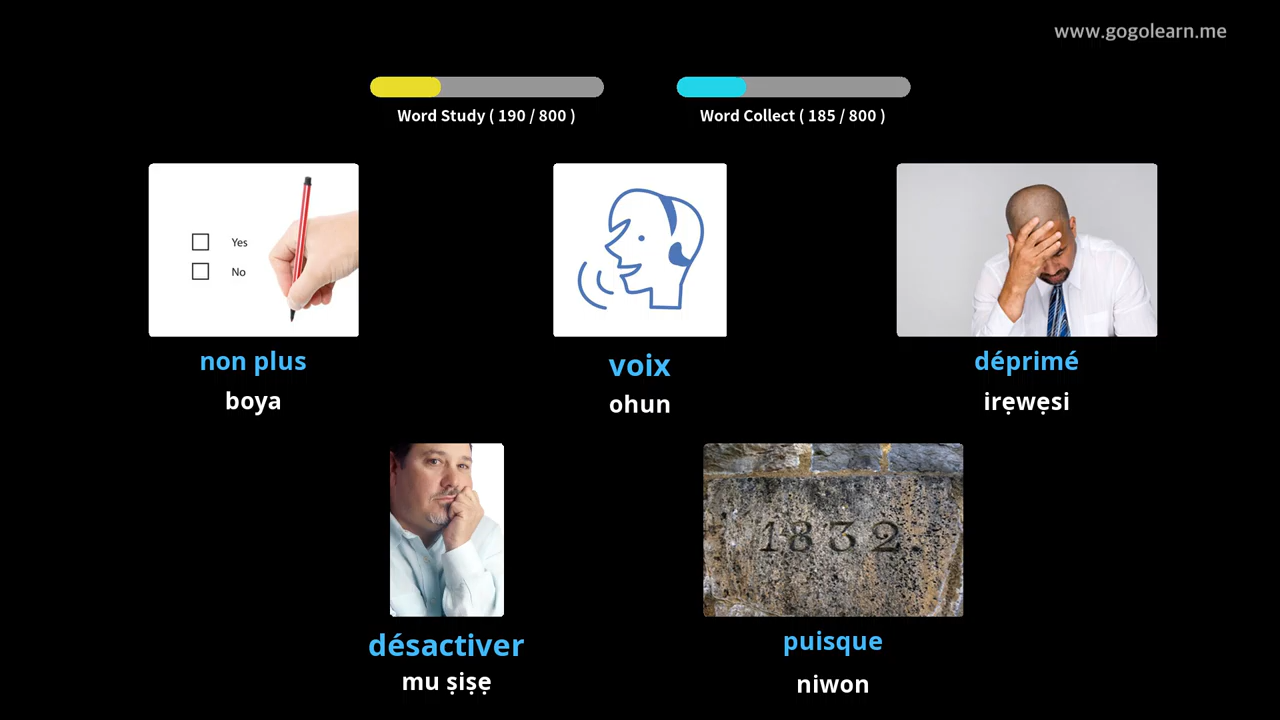 www.gogolearn.me
Word Study ( 190 / 800 )
Word Collect ( 185 / 800 )
Yes
No
non plus
boya
voix
ohun
déprimé
irẹwẹsi
1832.
désactiver
mu ṣiṣẹ
puisque
niwon